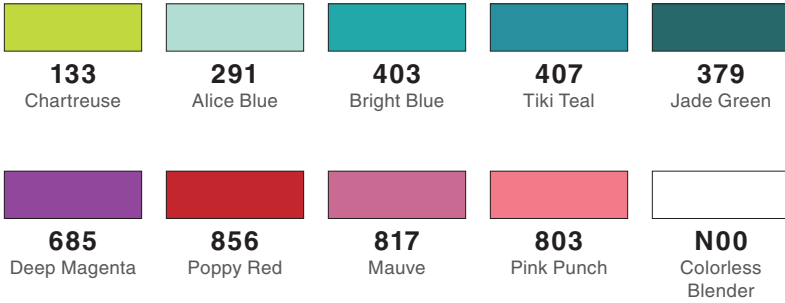 133 291 403 407 379
Chartreuse Alice Blue Bright Blue Tiki Teal Jade Green
685 856 817 803 N00
Deep Magenta Poppy Red Mauve Pink Punch Colorless
Blender